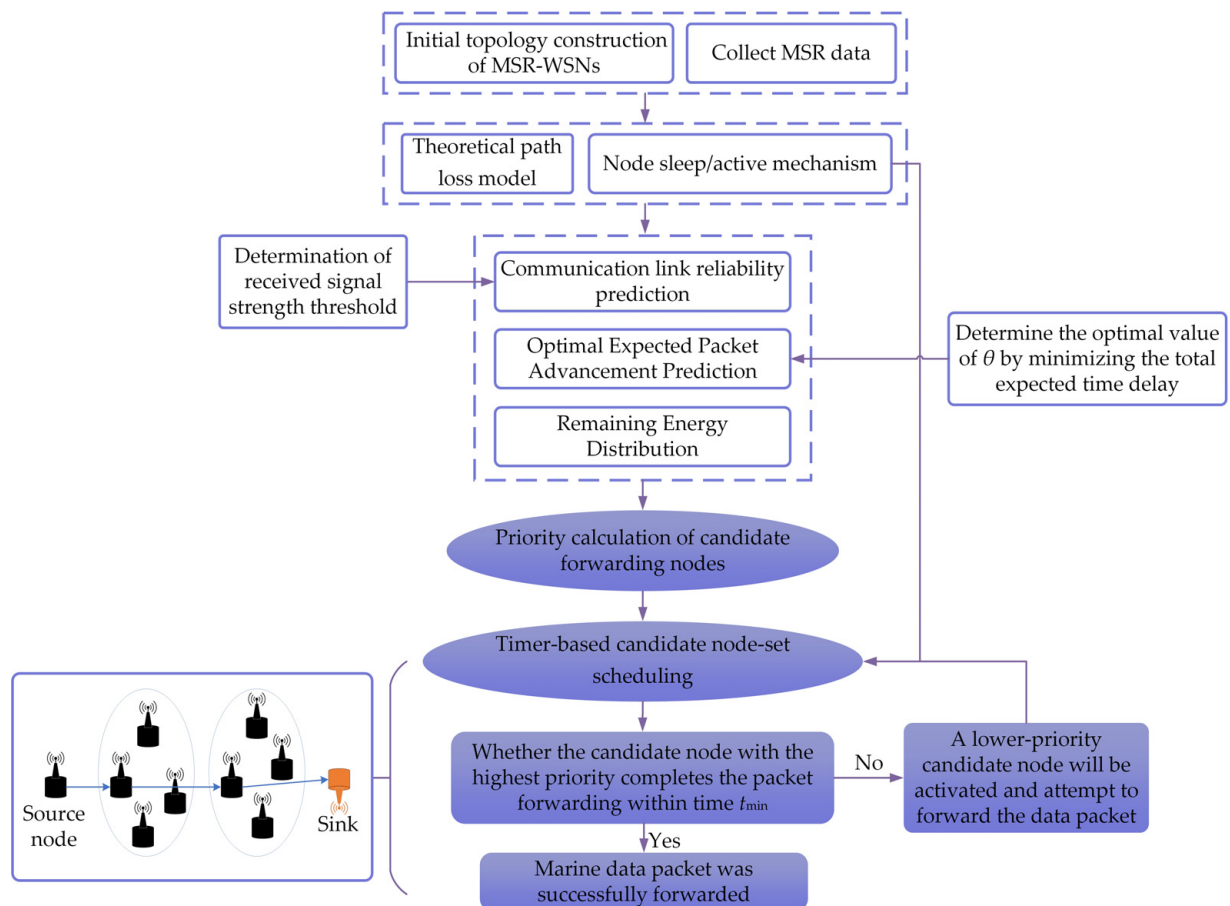 Initial topology construction
of MSR-WSNs
Collect MSR data
Theoretical path
loss model
Node sleep/active mechanism
Determination of
received signal
strength threshold
Communication link reliability
prediction
Optimal Expected Packet
Advancement Prediction
Remaining Energy
Distribution
Determine the optimal value
of θ by minimizing the total
expected time delay
Priority calculation of candidate
forwarding nodes
Timer-based candidate node-set
scheduling
Whether the candidate node with the
highest priority completes the packet
forwarding within time tmin
No
A lower-priority
candidate node will be
activated and attempt to
forward the data packet
Yes
Marine data packet was
successfully forwarded
Source
node
Sink